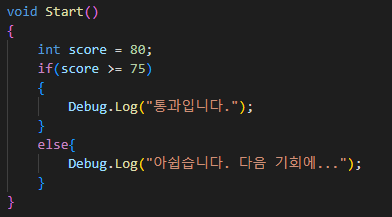 void Start()
{
    int score = 80;
    if(score >= 75)
    {
        Debug.Log("통과입니다.");
    }
    else{
        Debug.Log("아쉽습니다. 다음 기회에...");
    }
}